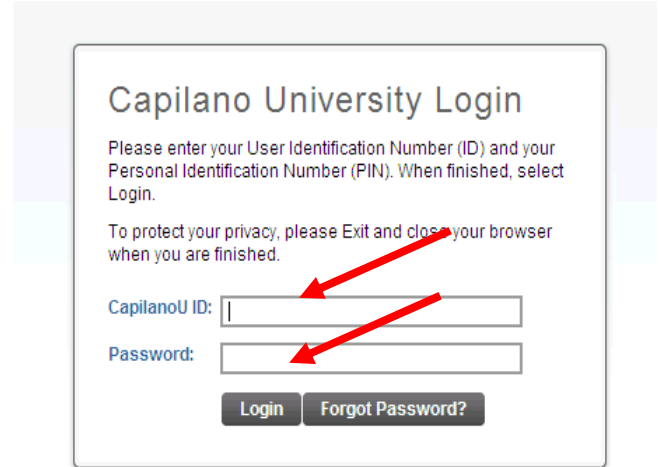 Capilano University Login
Please enter your User Identification Number (ID) and your
Personal Identification Number (PIN). When finished, select
Login.
To protect your privacy, please Exit and close your browser
when you are finished.
CapilanoU ID:
Password:
Login Forgot Password?